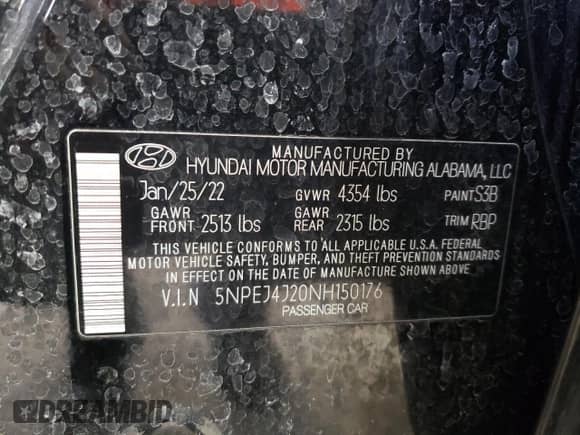 MANUFACTURED BY
HYUNDAI MOTOR MANUFACTURING ALABAMA, LLC
Jan/25/22 GVWR 4354 lbs PAINT S3B
GAWR FRONT 2513 lbs GAWR REAR 2315 lbs TRIM RBP
THIS VEHICLE CONFORMS TO ALL APPLICABLE U.S.A. FEDERAL
MOTOR VEHICLE SAFETY, BUMPER, AND THEFT PREVENTION STANDARDS
IN EFFECT ON THE DATE OF MANUFACTURE SHOWN ABOVE
V.I.N 5NPEJ4J20NH150176
PASSENGER CAR
DREAMBID